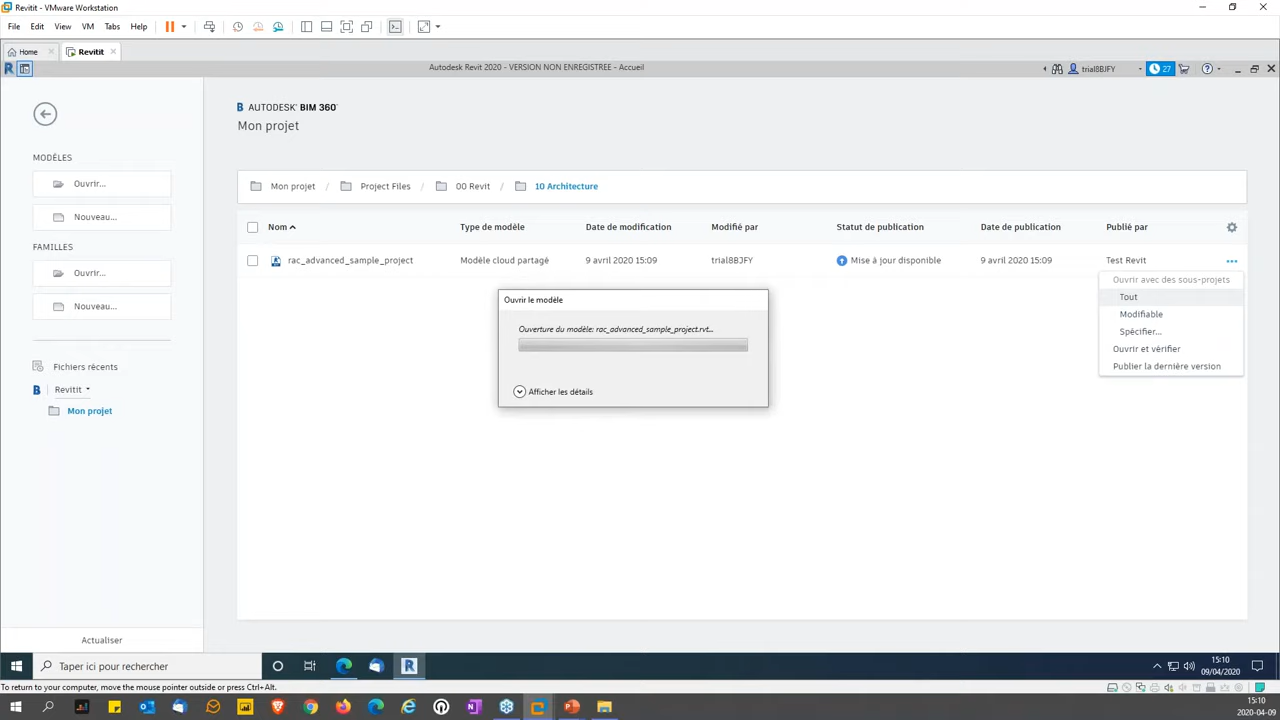 Revitit - VMware Workstation
File Edit View VM Tabs Help
Home Revitit
Autodesk Revit 2020 - VERSION NON ENREGISTREE - Accueil
trial8BJFY 27
AUTODESK® BIM 360™
Mon projet
MODÈLES
Ouvrir...
Nouveau...
FAMILLES
Ouvrir...
Nouveau...
Fichiers récents
Revitit
Mon projet
Actualiser
Mon projet / Project Files / 00 Revit / 10 Architecture
Nom Type de modèle Date de modification Modifié par Statut de publication Date de publication Publié par
rac_advanced_sample_project Modèle cloud partagé 9 avril 2020 15:09 trial8BJFY Mise à jour disponible 9 avril 2020 15:09 Test Revit
Ouvrir avec des sous-projets
Tout
Modifiable
Spécifier...
Ouvrir et vérifier
Publier la dernière version
Ouvrir le modèle
Ouverture du modèle: rac_advanced_sample_project.rvt...
Afficher les détails
Taper ici pour rechercher
15:10
09/04/2020
To return to your computer, move the mouse pointer outside or press Ctrl+Alt.
15:10
2020-04-09